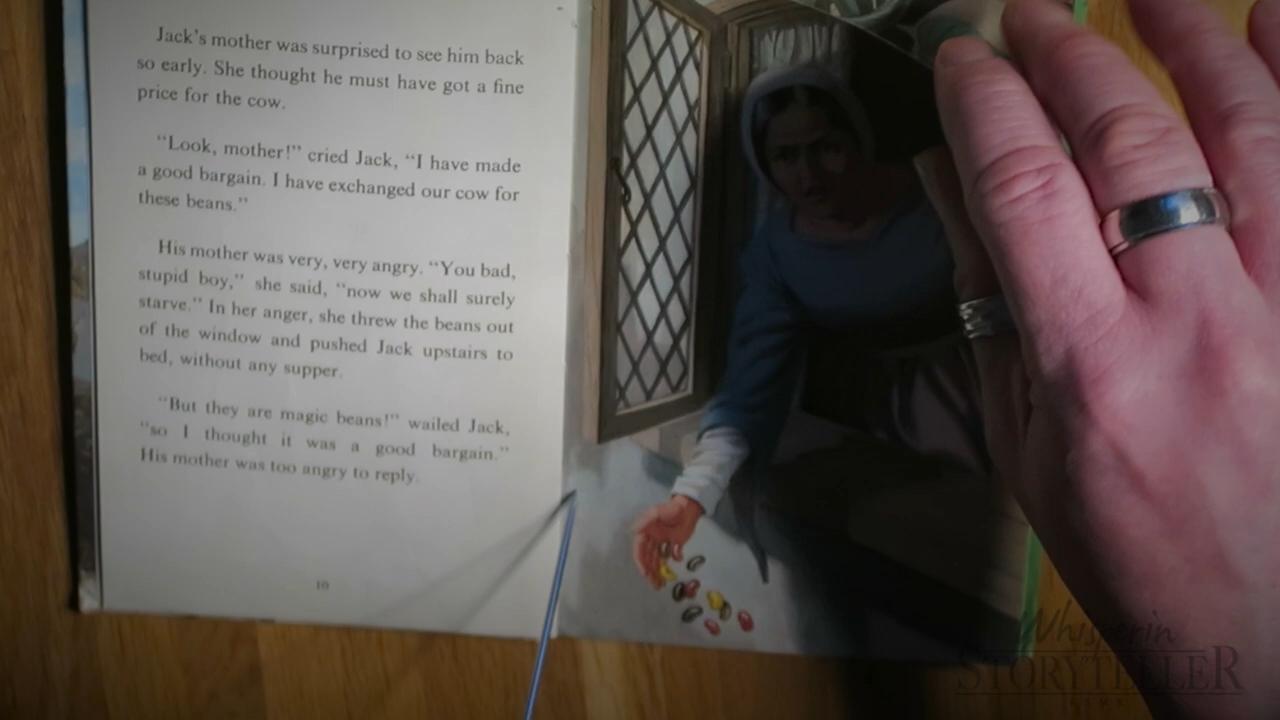 Jack's mother was surprised to see him back
so early. She thought he must have got a fine
price for the cow.
"Look, mother!" cried Jack, "I have made
a good bargain. I have exchanged our cow for
these beans."
His mother was very, very angry. "You bad,
stupid boy," she said, "now we shall surely
starve." In her anger, she threw the beans out
of the window and pushed Jack upstairs to
bed, without any supper.
"But they are magic beans!" wailed Jack,
"so I thought it was a good bargain."
His mother was too angry to reply.
10
Whisperin
STORYTELLER